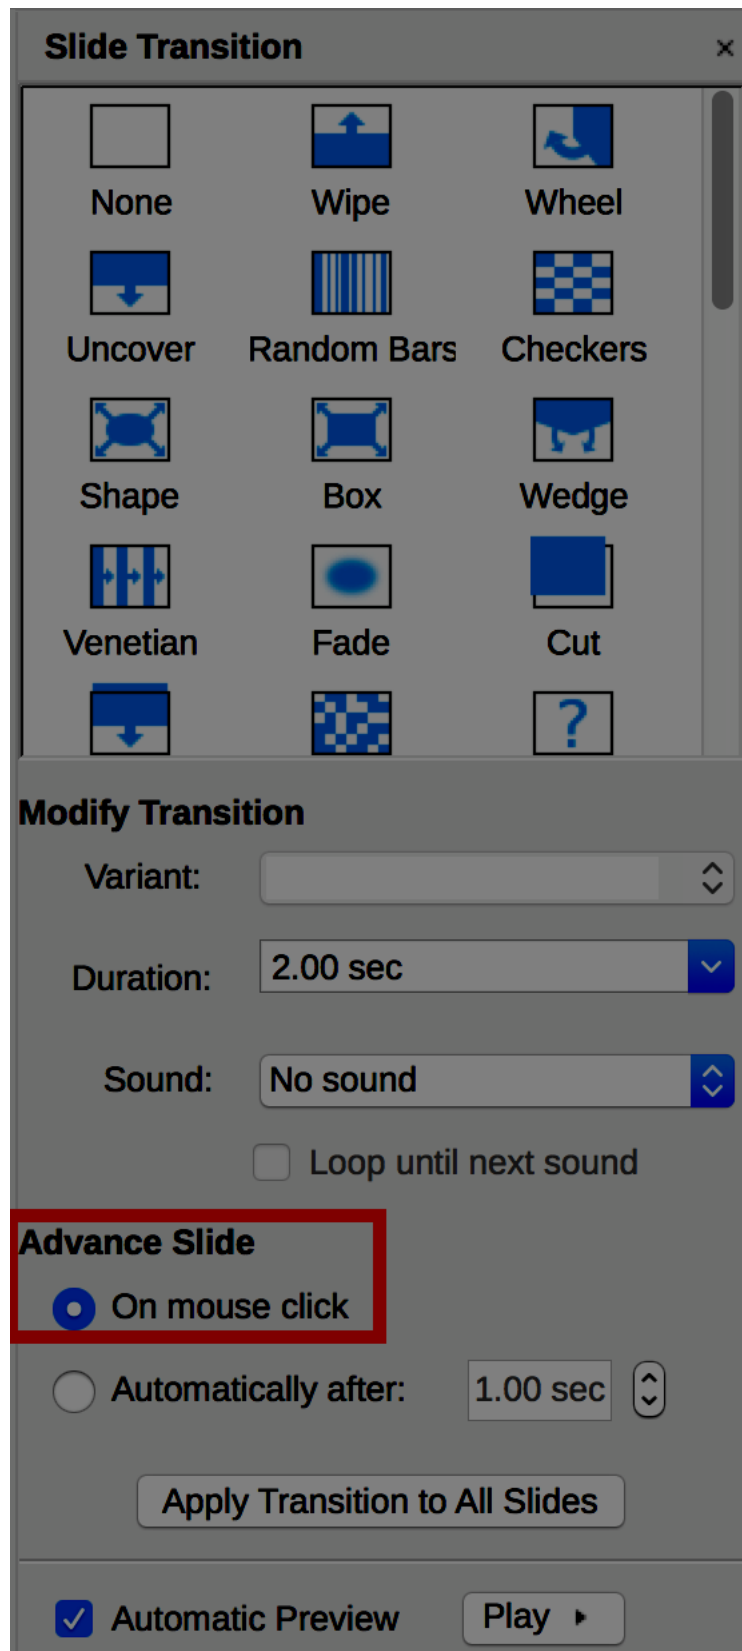 Slide Transition
None Wipe Wheel
Uncover Random Bars Checkers
Shape Box Wedge
Venetian Fade Cut
?
Modify Transition
Variant:
Duration: 2.00 sec
Sound: No sound
Loop until next sound
Advance Slide
On mouse click
Automatically after: 1.00 sec
Apply Transition to All Slides
Automatic Preview Play